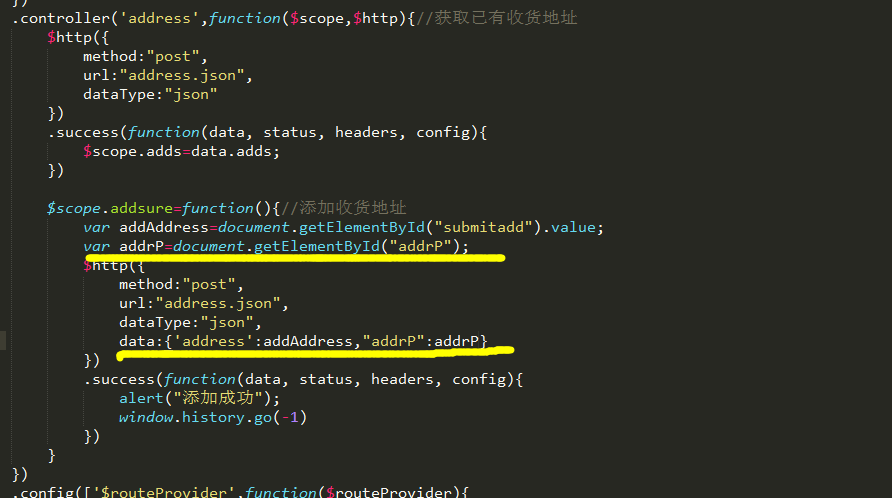 })
.controller('address',function($scope,$http){//获取已有收货地址
$http({
method:"post",
url:"address.json",
dataType:"json"
})
.success(function(data, status, headers, config){
$scope.adds=data.adds;
})
$scope.addsure=function(){//添加收货地址
var addAddress=document.getElementById("submitadd").value;
var addrP=document.getElementById("addrP");
$http({
method:"post",
url:"address.json",
dataType:"json",
data:{'address':addAddress,"addrP":addrP}
})
.success(function(data, status, headers, config){
alert("添加成功");
window.history.go(-1)
})
}
})
.config(['$routeProvider',function($routeProvider){